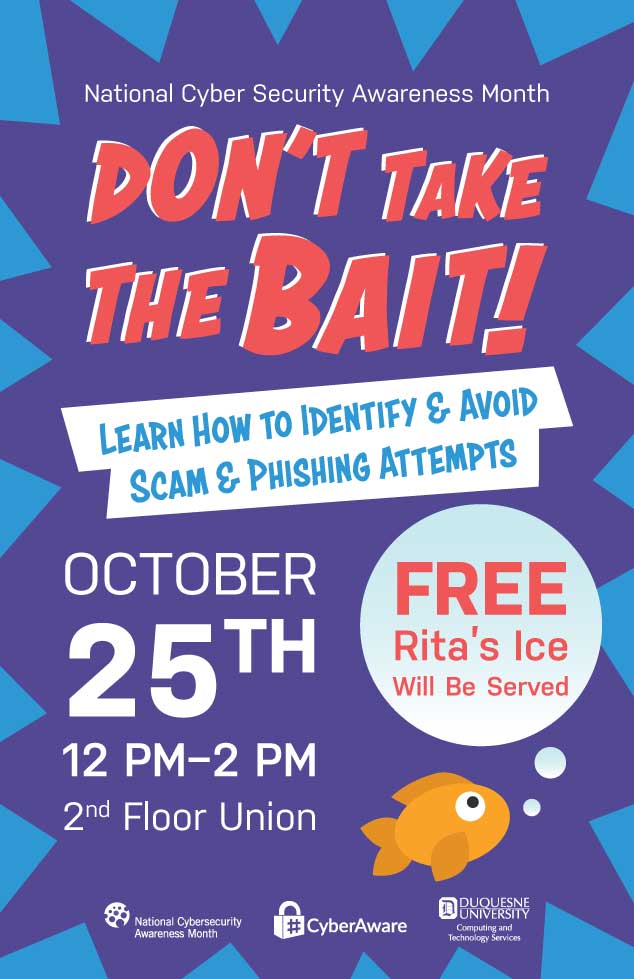 National Cyber Security Awareness Month
DON'T TAKE
THE BAIT!
LEARN HOW TO IDENTIFY & AVOID
SCAM & PHISHING ATTEMPTS
OCTOBER
25TH
12 PM–2 PM
2nd Floor Union
FREE
Rita's Ice
Will Be Served
National Cybersecurity
Awareness Month
#CyberAware
DUQUESNE
UNIVERSITY
Computing and
Technology Services